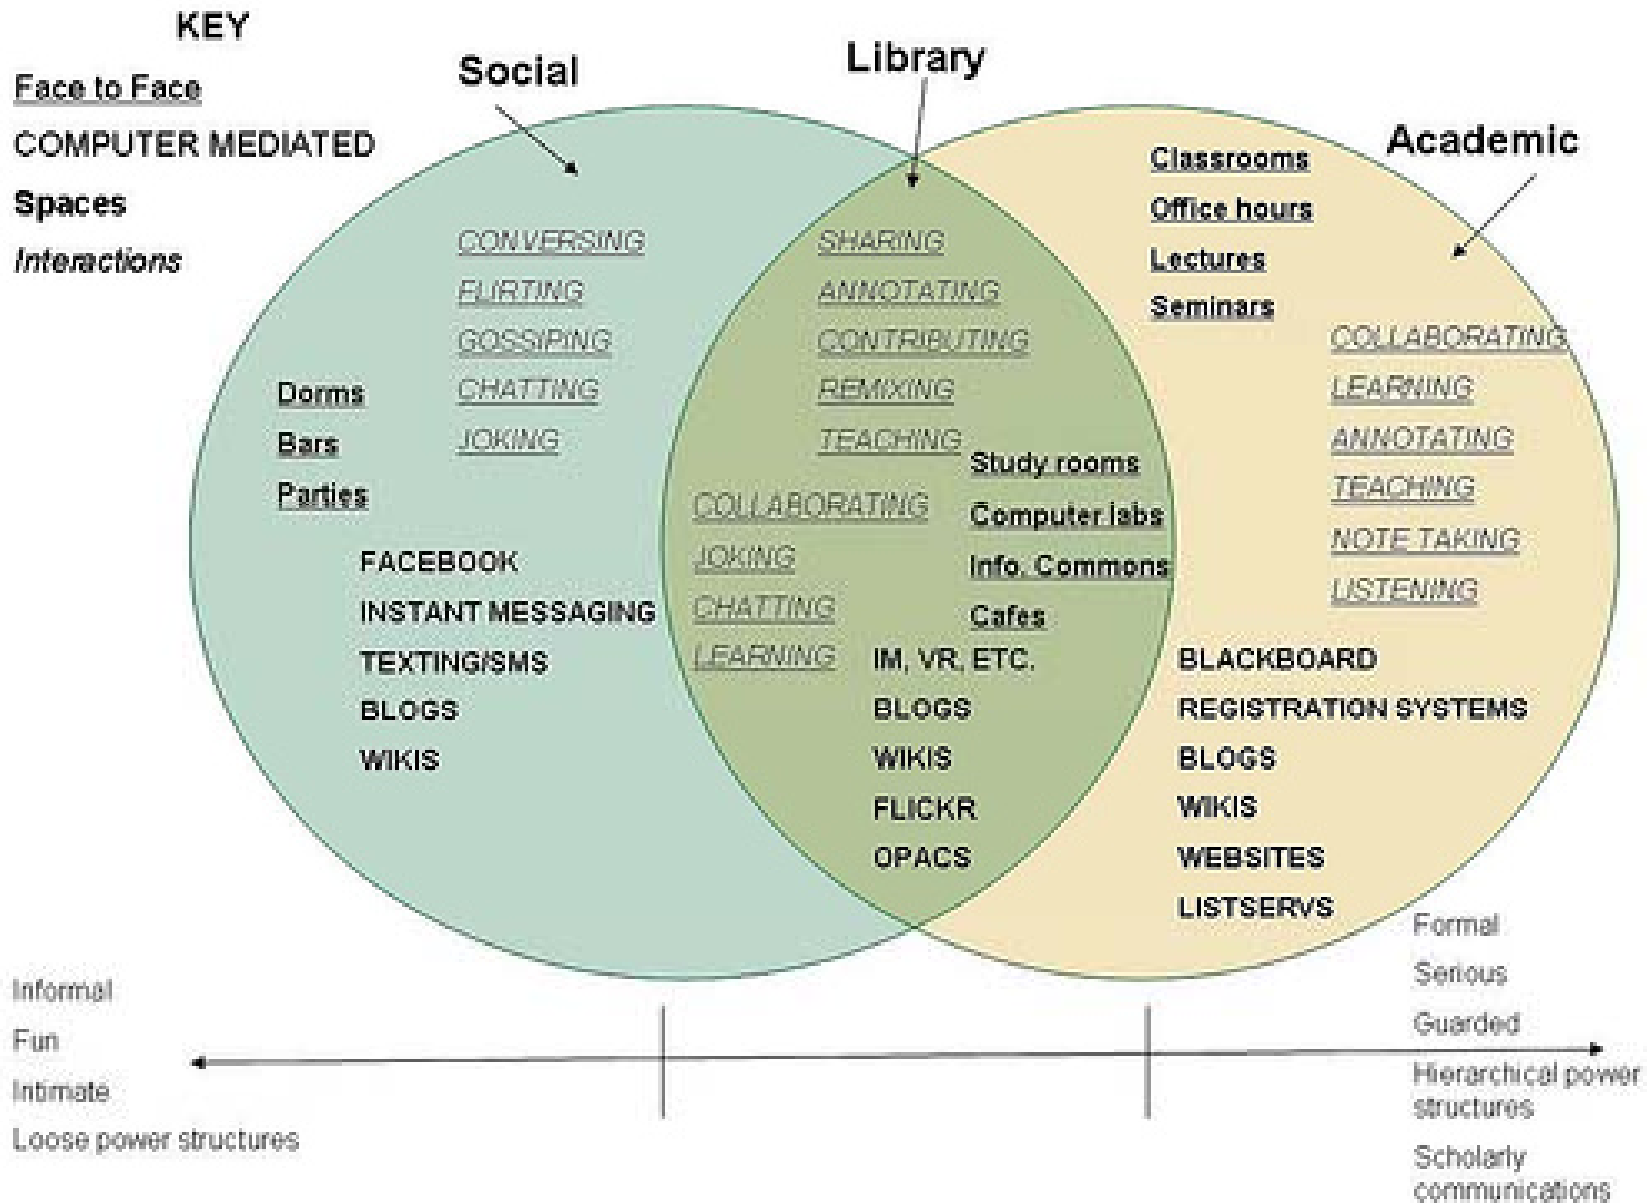 KEY
Face to Face
COMPUTER MEDIATED
Spaces
Interactions
Social
Library
Academic
CONVERSING
FLIRTING
GOSSIPING
CHATTING
JOKING
Dorms
Bars
Parties
FACEBOOK
INSTANT MESSAGING
TEXTING/SMS
BLOGS
WIKIS
SHARING
ANNOTATING
CONTRIBUTING
REMIXING
TEACHING
COLLABORATING
JOKING
CHATTING
LEARNING
Study rooms
Computer labs
Info. Commons
Cafes
IM, VR, ETC.
BLOGS
WIKIS
FLICKR
OPACS
Classrooms
Office hours
Lectures
Seminars
COLLABORATING
LEARNING
ANNOTATING
TEACHING
NOTE TAKING
LISTENING
BLACKBOARD
REGISTRATION SYSTEMS
BLOGS
WIKIS
WEBSITES
LISTSERVS
Informal
Fun
Intimate
Loose power structures
Formal
Serious
Guarded
Hierarchical power
structures
Scholarly
communications